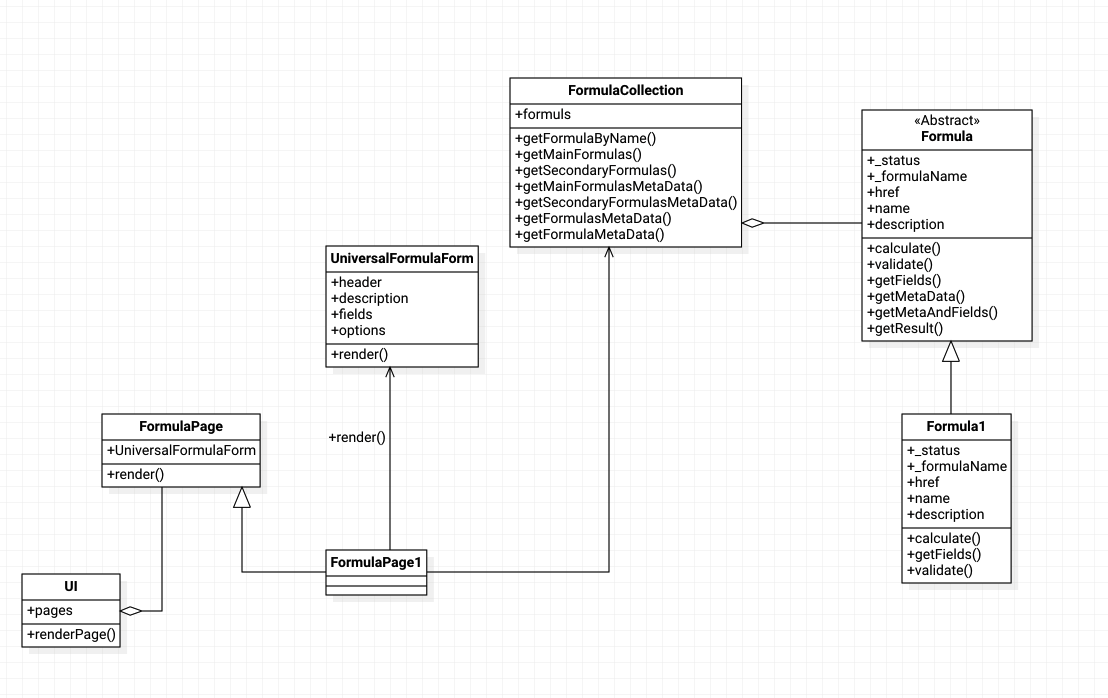 FormulaCollection
+formuls
+getFormulaByName()
+getMainFormulas()
+getSecondaryFormulas()
+getMainFormulasMetaData()
+getSecondaryFormulasMetaData()
+getFormulasMetaData()
+getFormulaMetaData()
«Abstract»
Formula
+_status
+_formulaName
+href
+name
+description
+calculate()
+validate()
+getFields()
+getMetaData()
+getMetaAndFields()
+getResult()
UniversalFormulaForm
+header
+description
+fields
+options
+render()
+render()
FormulaPage
+UniversalFormulaForm
+render()
Formula1
+_status
+_formulaName
+href
+name
+description
+calculate()
+getFields()
+validate()
FormulaPage1
UI
+pages
+renderPage()